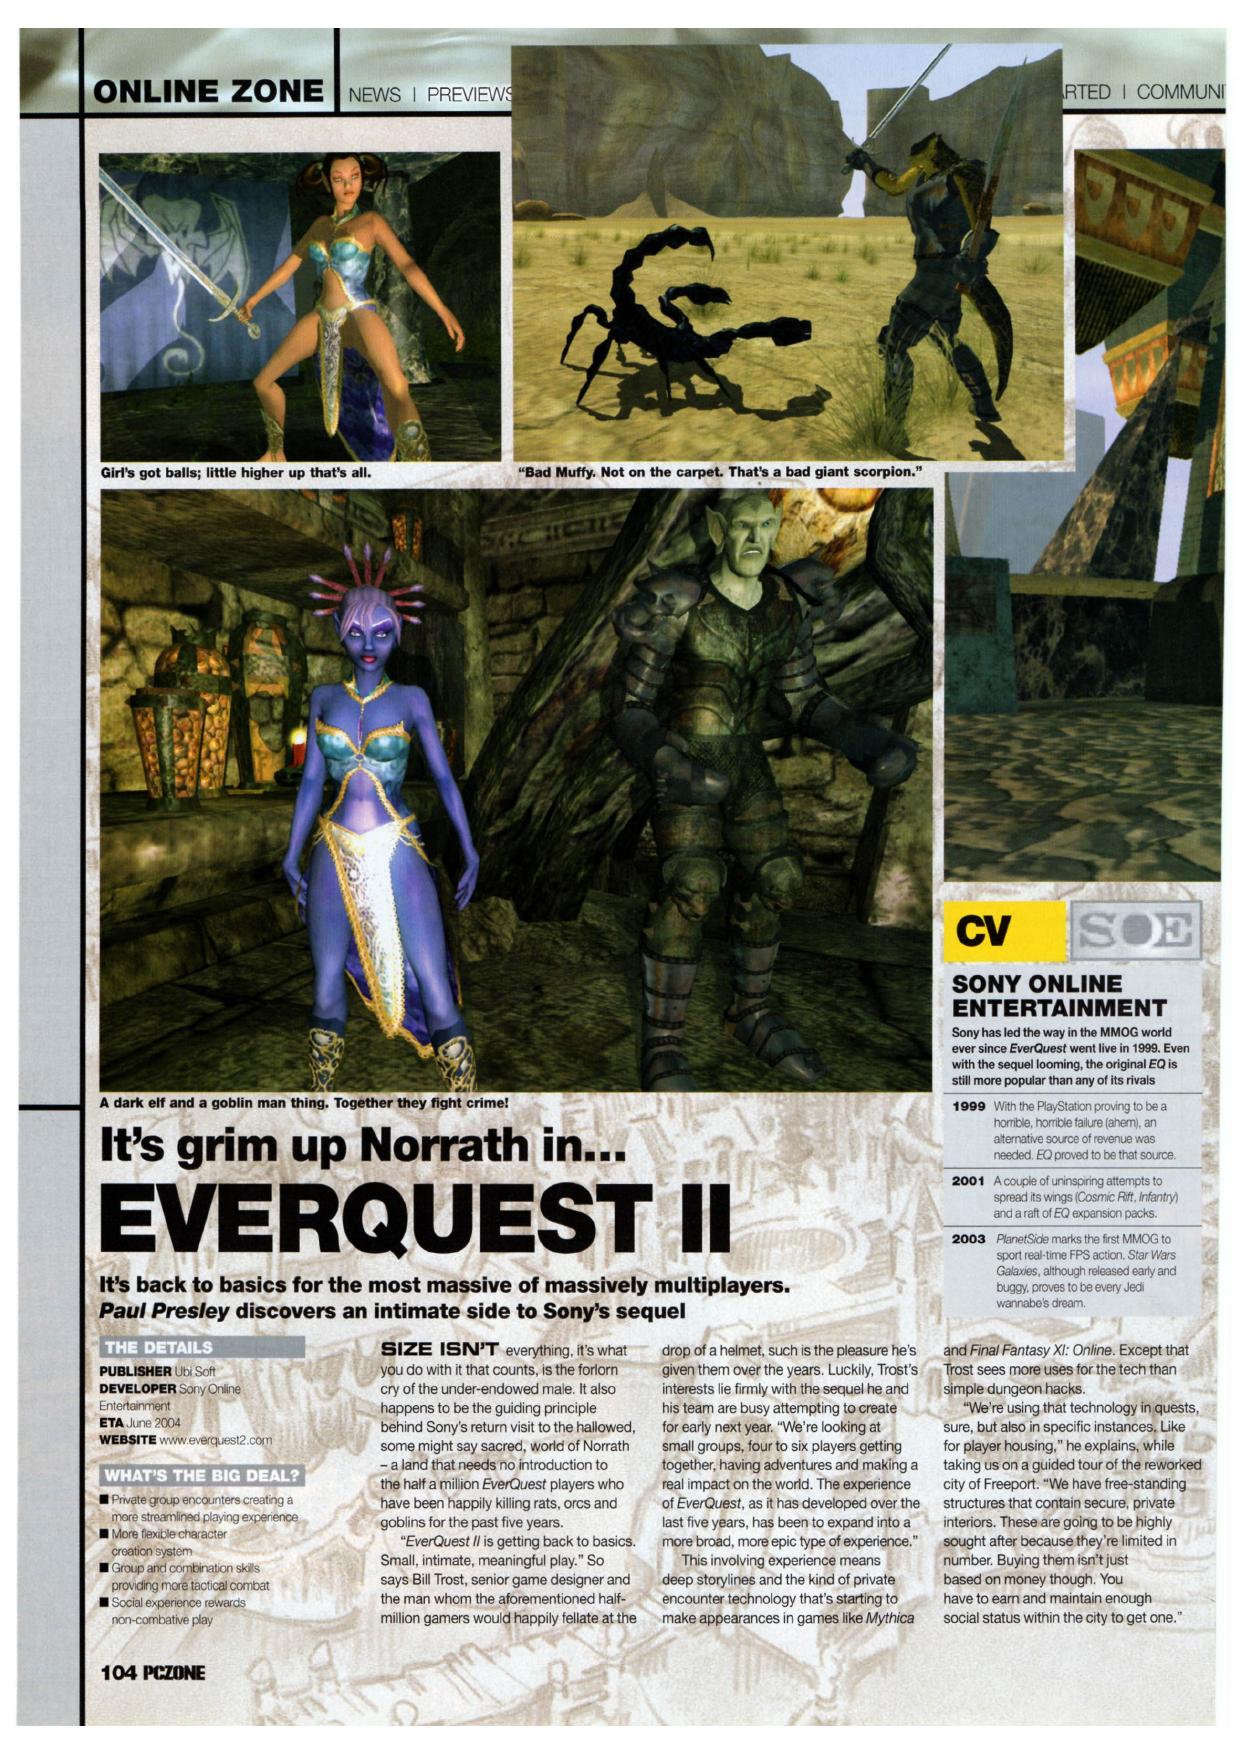 ONLINE ZONE
NEWS | PREVIEWS
RTED | COMMUNI
Girl's got balls; little higher up that's all.
"Bad Muffy. Not on the carpet. That's a bad giant scorpion."
A dark elf and a goblin man thing. Together they fight crime!
It's grim up Norrath in...
EVERQUEST II
It's back to basics for the most massive of massively multiplayers.
Paul Presley discovers an intimate side to Sony's sequel
THE DETAILS
PUBLISHER Ubi Soft
DEVELOPER Sony Online
Entertainment
ETA June 2004
WEBSITE www.everquest2.com
WHAT'S THE BIG DEAL?
■ Private group encounters creating a
more streamlined playing experience
■ More flexible character
creation system
■ Group and combination skills
providing more tactical combat
■ Social experience rewards
non-combative play
SIZE ISN'T everything, it's what
you do with it that counts, is the forlorn
cry of the under-endowed male. It also
happens to be the guiding principle
behind Sony's return visit to the hallowed,
some might say sacred, world of Norrath
– a land that needs no introduction to
the half a million EverQuest players who
have been happily killing rats, orcs and
goblins for the past five years.
"EverQuest II is getting back to basics.
Small, intimate, meaningful play." So
says Bill Trost, senior game designer and
the man whom the aforementioned half-
million gamers would happily fellate at the
drop of a helmet, such is the pleasure he's
given them over the years. Luckily, Trost's
interests lie firmly with the sequel he and
his team are busy attempting to create
for early next year. "We're looking at
small groups, four to six players getting
together, having adventures and making a
real impact on the world. The experience
of EverQuest, as it has developed over the
last five years, has been to expand into a
more broad, more epic type of experience."
This involving experience means
deep storylines and the kind of private
encounter technology that's starting to
make appearances in games like Mythica
and Final Fantasy XI: Online. Except that
Trost sees more uses for the tech than
simple dungeon hacks.
"We're using that technology in quests,
sure, but also in specific instances. Like
for player housing," he explains, while
taking us on a guided tour of the reworked
city of Freeport. "We have free-standing
structures that contain secure, private
interiors. These are going to be highly
sought after because they're limited in
number. Buying them isn't just
based on money though. You
have to earn and maintain enough
social status within the city to get one."
CV
SOE
SONY ONLINE
ENTERTAINMENT
Sony has led the way in the MMOG world
ever since EverQuest went live in 1999. Even
with the sequel looming, the original EQ is
still more popular than any of its rivals
1999 With the PlayStation proving to be a
horrible, horrible failure (ahem), an
alternative source of revenue was
needed. EQ proved to be that source.
2001 A couple of uninspiring attempts to
spread its wings (Cosmic Rift, Infantry)
and a raft of EQ expansion packs.
2003 PlanetSide marks the first MMOG to
sport real-time FPS action. Star Wars
Galaxies, although released early and
buggy, proves to be every Jedi
wannabe's dream.
104 PCZONE